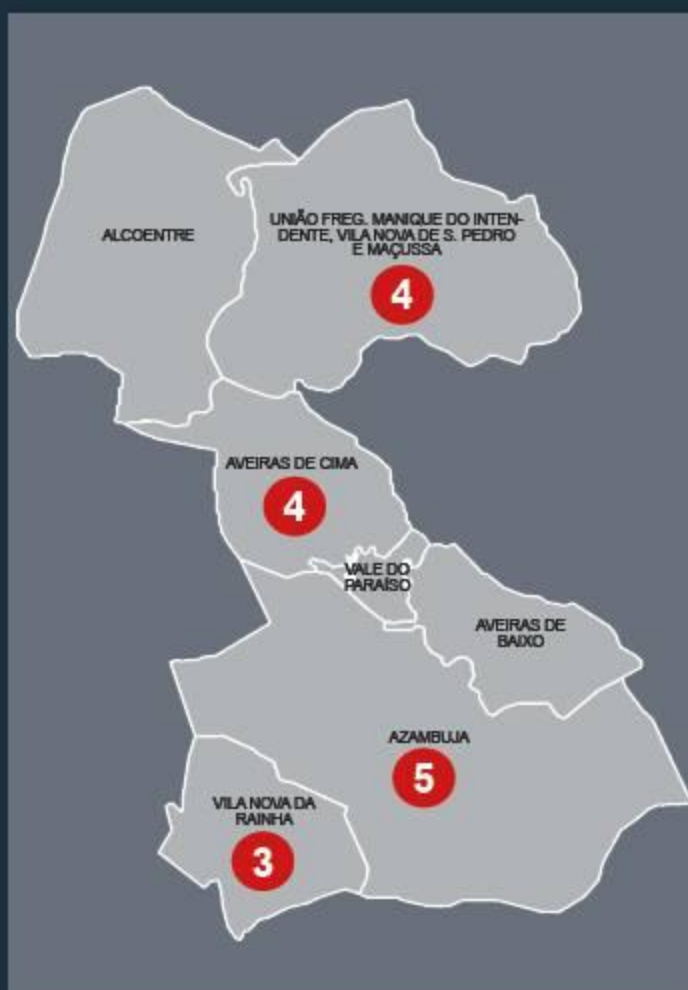 ALCOENTRE
UNIÃO FREG. MANIQUE DO INTEN-
DENTE, VILA NOVA DE S. PEDRO
E MAÇUSSA
4
AVEIRAS DE CIMA
4
VALE DO
PARAÍSO
AVEIRAS DE
BAIXO
AZAMBUJA
5
VILA NOVA DA
RAINHA
3